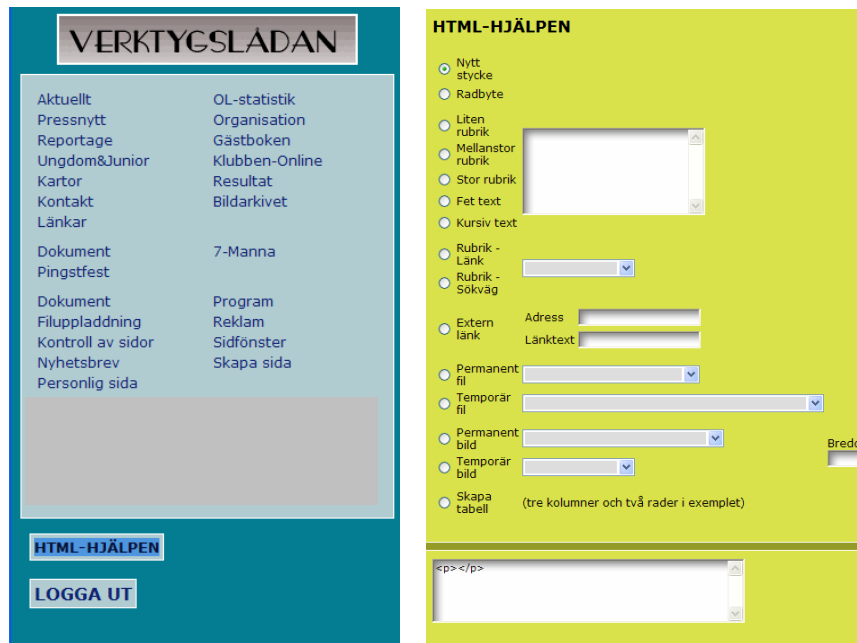 VERKTYGSLÅDAN
Aktuellt
Pressnytt
Reportage
Ungdom&Junior
Kartor
Kontakt
Länkar
OL-statistik
Organisation
Gästboken
Klubben-Online
Resultat
Bildarkivet
Dokument
Pingstfest
7-Manna
Dokument
Filuppladdning
Kontroll av sidor
Nyhetsbrev
Personlig sida
Program
Reklam
Sidfönster
Skapa sida
HTML-HJÄLPEN
LOGGA UT
HTML-HJÄLPEN
Nytt
stycke
Radbyte
Liten
rubrik
Mellanstor
rubrik
Stor rubrik
Fet text
Kursiv text
Rubrik -
Länk
Rubrik -
Sökväg
Extern
länk
Adress
Länktext
Permanent
fil
Temporär
fil
Permanent
bild
Bredd
Temporär
bild
Skapa
tabell
(tre kolumner och två rader i exemplet)
<p></p>